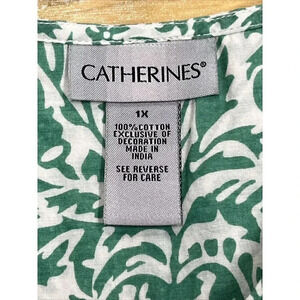 CATHERINES®
1X
100%COTTON
EXCLUSIVE OF
DECORATION
MADE IN
INDIA
SEE REVERSE
FOR CARE